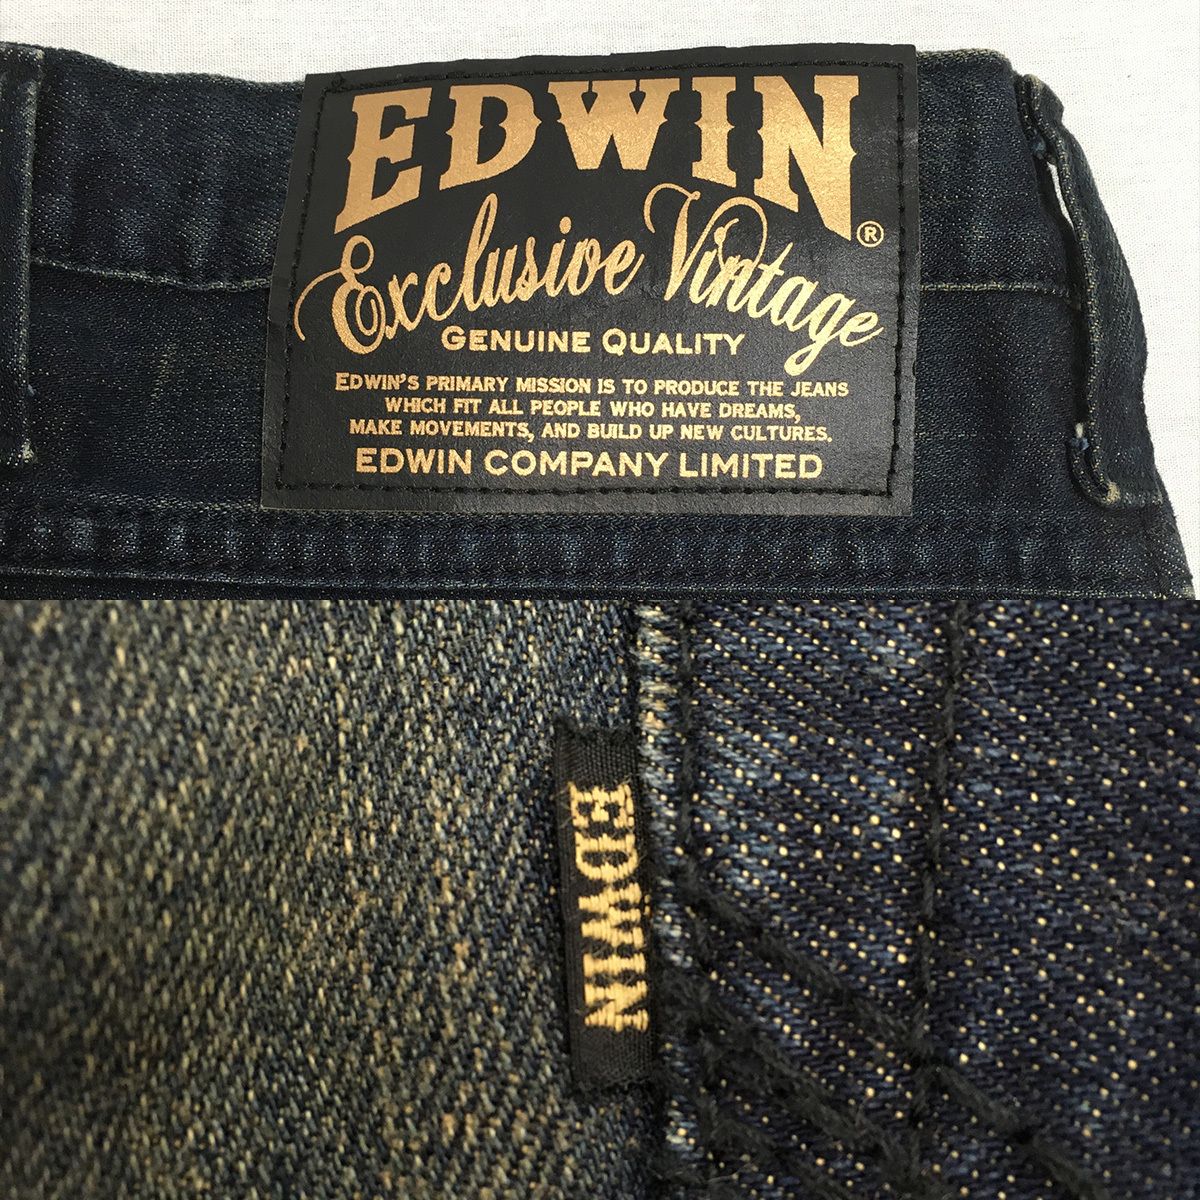 EDWIN®
Exclusive Vintage
GENUINE QUALITY
EDWIN'S PRIMARY MISSION IS TO PRODUCE THE JEANS
WHICH FIT ALL PEOPLE WHO HAVE DREAMS,
MAKE MOVEMENTS, AND BUILD UP NEW CULTURES.
EDWIN COMPANY LIMITED
EDWIN